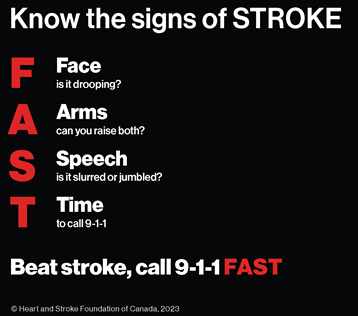 Know the signs of STROKE
F Face
is it drooping?
A Arms
can you raise both?
S Speech
is it slurred or jumbled?
T Time
to call 9-1-1
Beat stroke, call 9-1-1 FAST
© Heart and Stroke Foundation of Canada, 2023